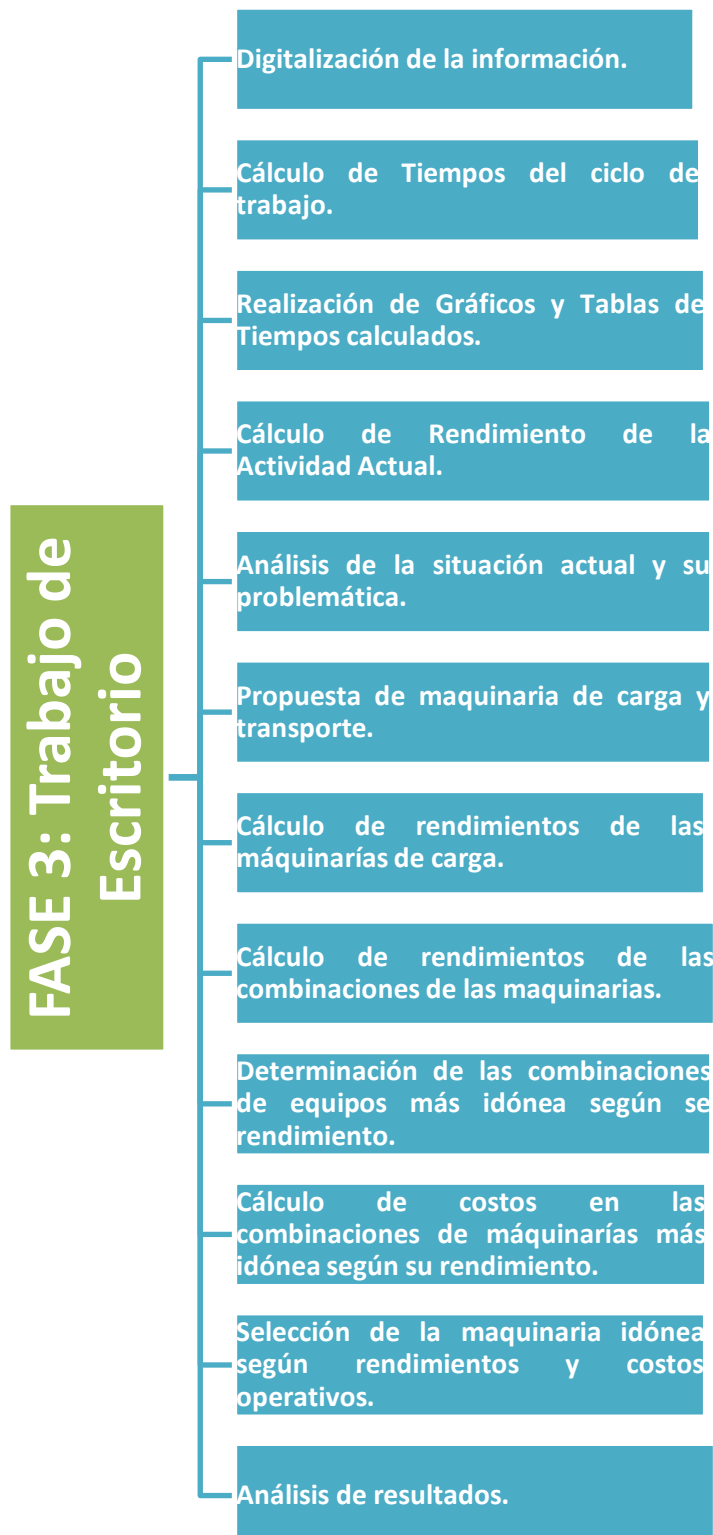 FASE 3: Trabajo de
Escritorio
Digitalización de la información.
Cálculo de Tiempos del ciclo de
trabajo.
Realización de Gráficos y Tablas de
Tiempos calculados.
Cálculo de Rendimiento de la
Actividad Actual.
Análisis de la situación actual y su
problemática.
Propuesta de maquinaria de carga y
transporte.
Cálculo de rendimientos de las
máquinarías de carga.
Cálculo de rendimientos de las
combinaciones de las maquinarias.
Determinación de las combinaciones
de equipos más idónea según se
rendimiento.
Cálculo de costos en las
combinaciones de máquinarías más
idónea según su rendimiento.
Selección de la maquinaria idónea
según rendimientos y costos
operativos.
Análisis de resultados.